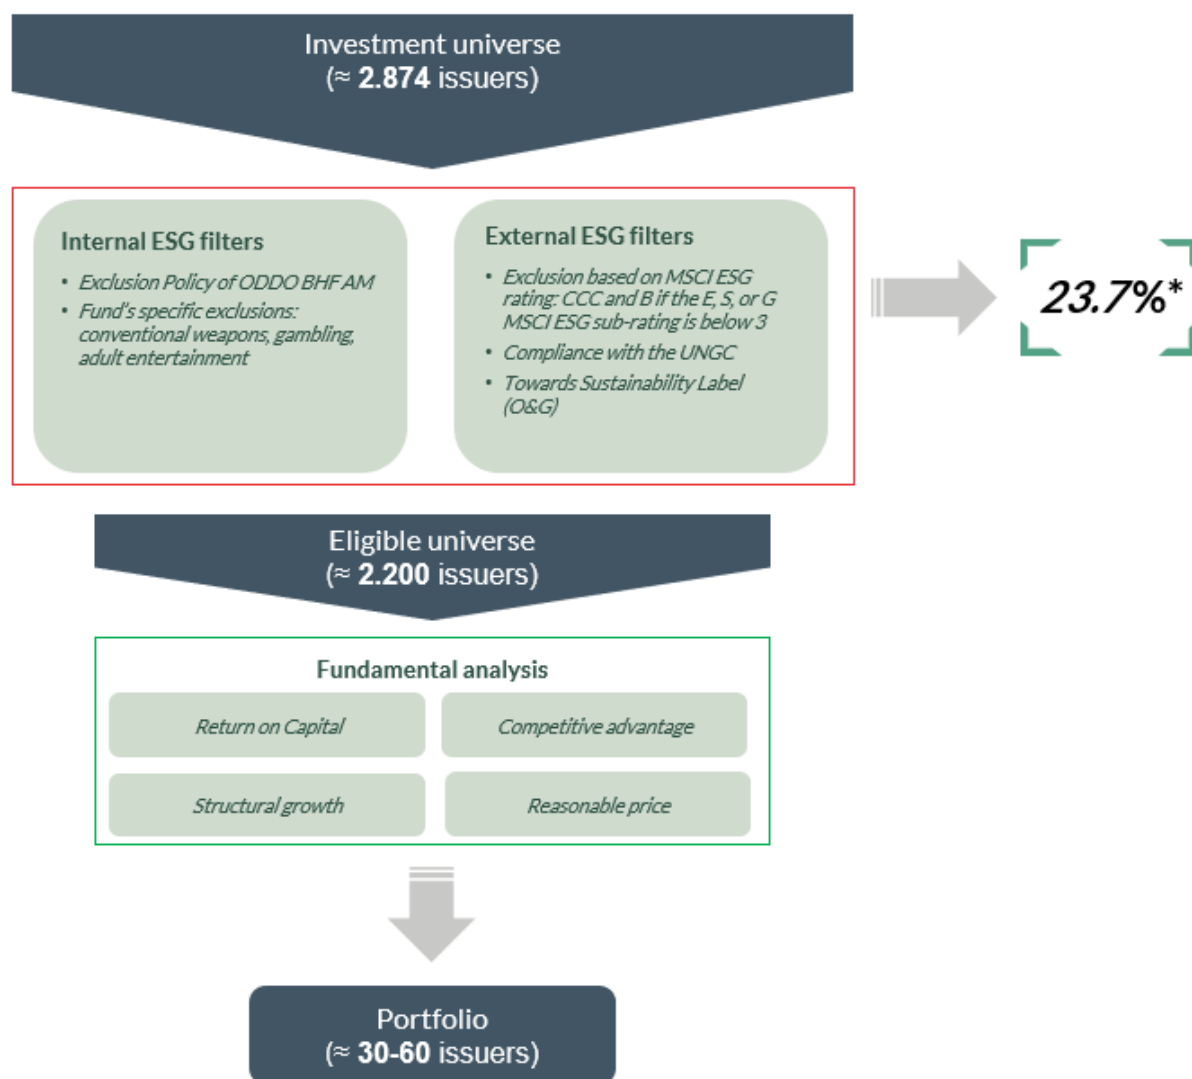 Investment universe
(≈ 2.874 issuers)
Internal ESG filters
• Exclusion Policy of ODDO BHF AM
• Fund's specific exclusions:
conventional weapons, gambling,
adult entertainment
External ESG filters
• Exclusion based on MSCI ESG
rating: CCC and B if the E, S, or G
MSCI ESG sub-rating is below 3
• Compliance with the UNGC
• Towards Sustainability Label
(O&G)
23.7%*
Eligible universe
(≈ 2.200 issuers)
Fundamental analysis
Return on Capital
Competitive advantage
Structural growth
Reasonable price
Portfolio
(≈ 30-60 issuers)